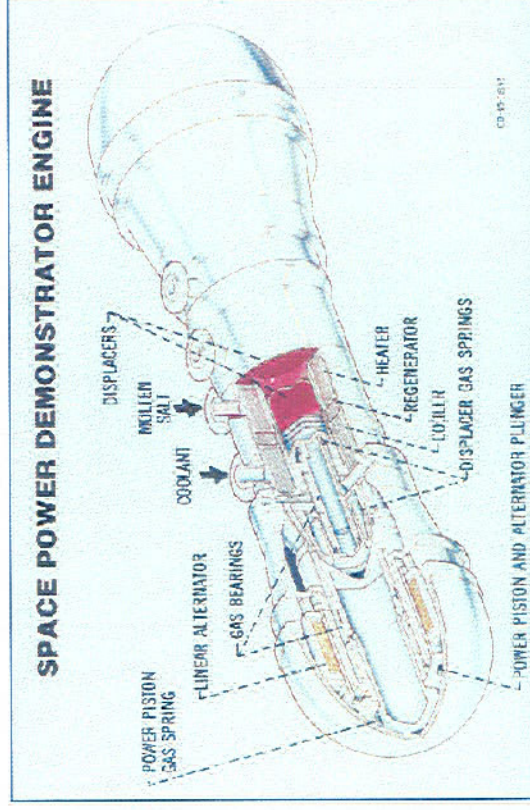 SPACE POWER DEMONSTRATOR ENGINE
DISPLACERS
MOLTEN
SALT
COOLANT
LINEAR ALTERNATOR
GAS BEARINGS
POWER PISTON
GAS SPRING
HEATER
REGENERATOR
COOLER
DISPLACER GAS SPRINGS
POWER PISTON AND ALTERNATOR PLUNGER